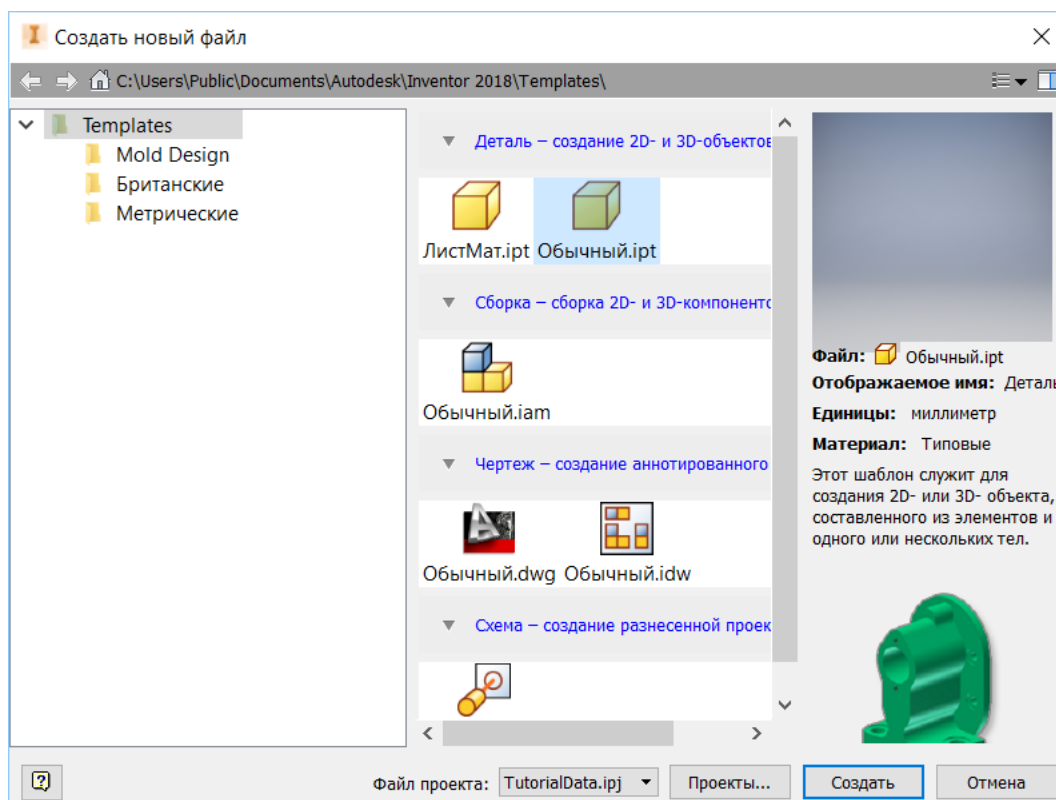 Создать новый файл
C:\Users\Public\Documents\Autodesk\Inventor 2018\Templates\
Templates
Mold Design
Британские
Метрические
Деталь – создание 2D- и 3D-объектов
ЛистМат.ipt Обычный.ipt
Сборка – сборка 2D- и 3D-компоненто
Обычный.iam
Чертеж – создание аннотированного
Обычный.dwg Обычный.idw
Схема – создание разнесенной проек
Файл: Обычный.ipt
Отображаемое имя: Деталь
Единицы: миллиметр
Материал: Типовые
Этот шаблон служит для
создания 2D- или 3D- объекта,
составленного из элементов и
одного или нескольких тел.
Файл проекта: TutorialData.ipj Проекты... Создать Отмена